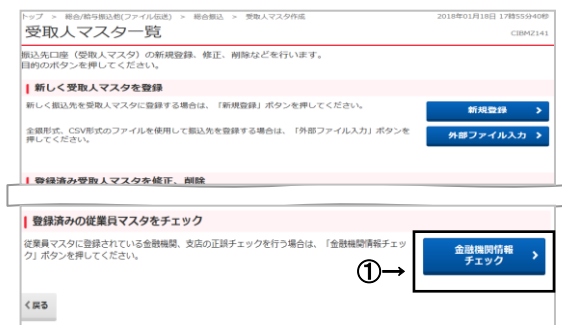 トップ > 総合/給与振込他(ファイル伝送) > 総合振込 > 受取人マスタ作成 2018年01月18日 17時55分40秒
受取人マスタ一覧 CIBMZ141
振込先口座（受取人マスタ）の新規登録、修正、削除などを行います。
目的のボタンを押してください。
新しく受取人マスタを登録
新しく振込先を受取人マスタに登録する場合は、「新規登録」ボタンを押してください。 新規登録 >
全銀形式、CSV形式のファイルを使用して振込先を登録する場合は、「外部ファイル入力」ボタンを
押してください。
外部ファイル入力 >
登録済み受取人マスタを修正、削除
登録済みの従業員マスタをチェック
従業員マスタに登録されている金融機関、支店の正誤チェックを行う場合は、「金融機関情報チェッ
ク」ボタンを押してください。
金融機関情報
チェック >
①→
< 戻る